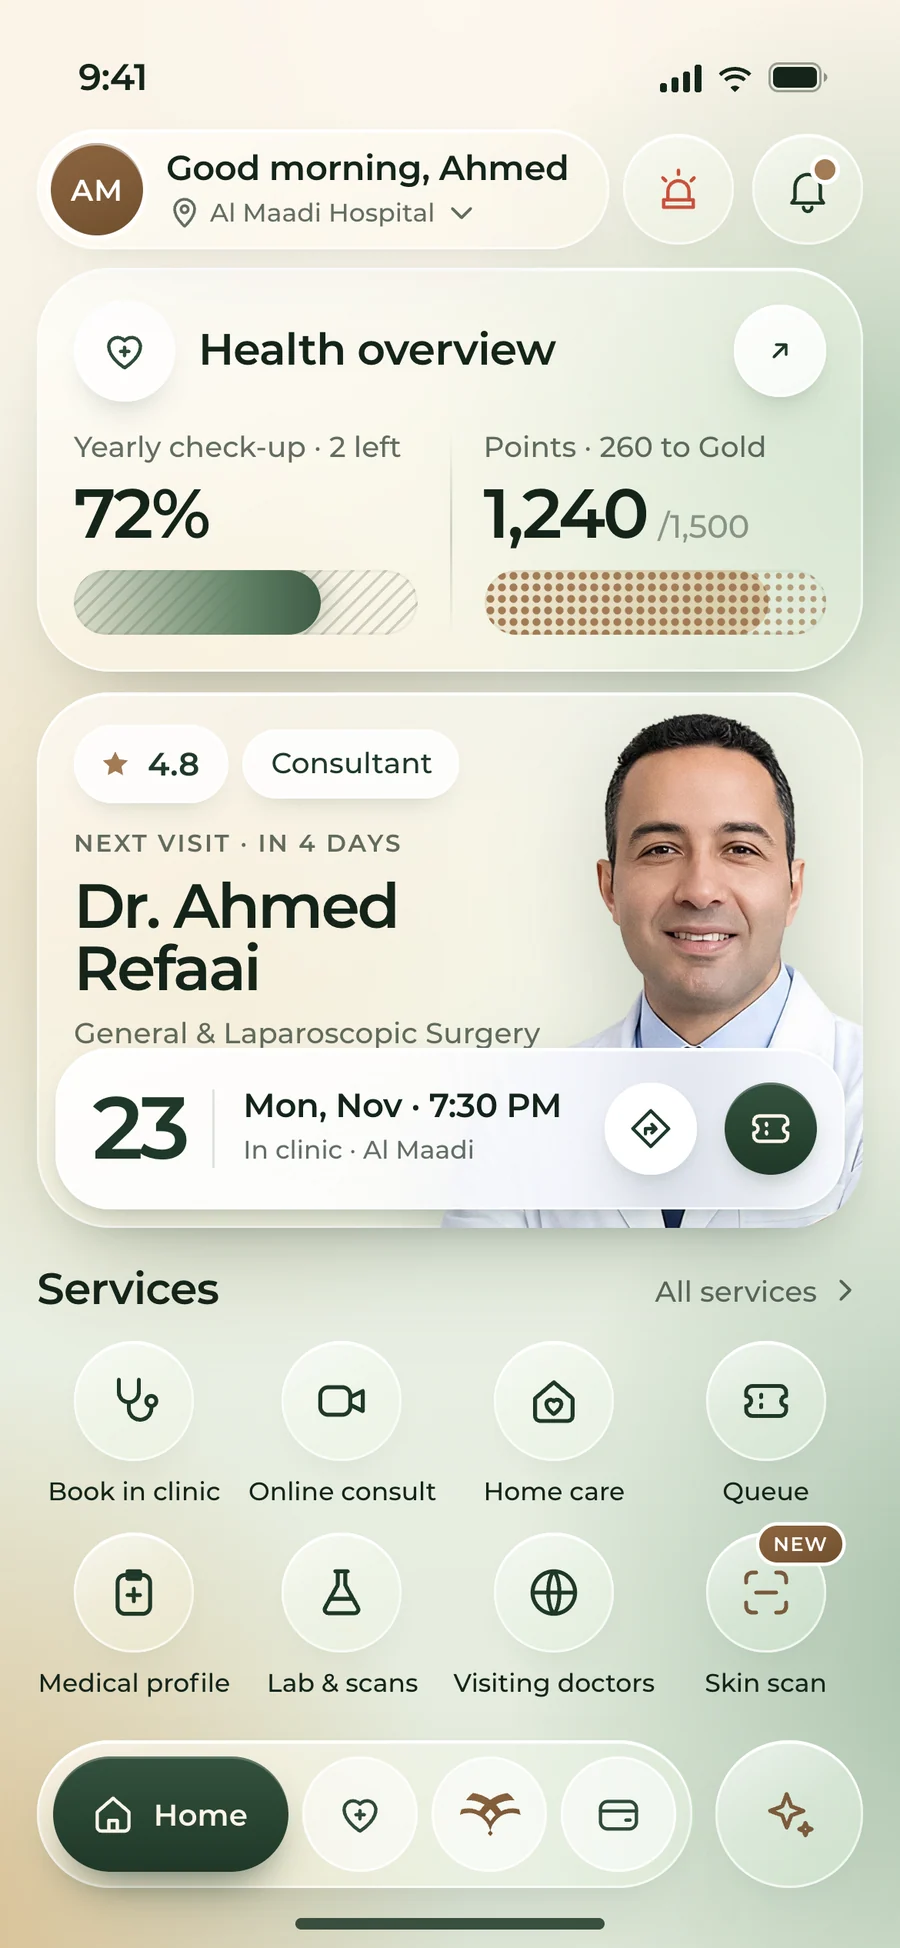 9:41
AM
Good morning, Ahmed
Al Maadi Hospital
Health overview
Yearly check-up · 2 left
72%
Points · 260 to Gold
1,240 /1,500
4.8
Consultant
NEXT VISIT · IN 4 DAYS
Dr. Ahmed
Refaai
General & Laparoscopic Surgery
23
Mon, Nov · 7:30 PM
In clinic · Al Maadi
Services
All services
Book in clinic
Online consult
Home care
Queue
NEW
Medical profile
Lab & scans
Visiting doctors
Skin scan
Home